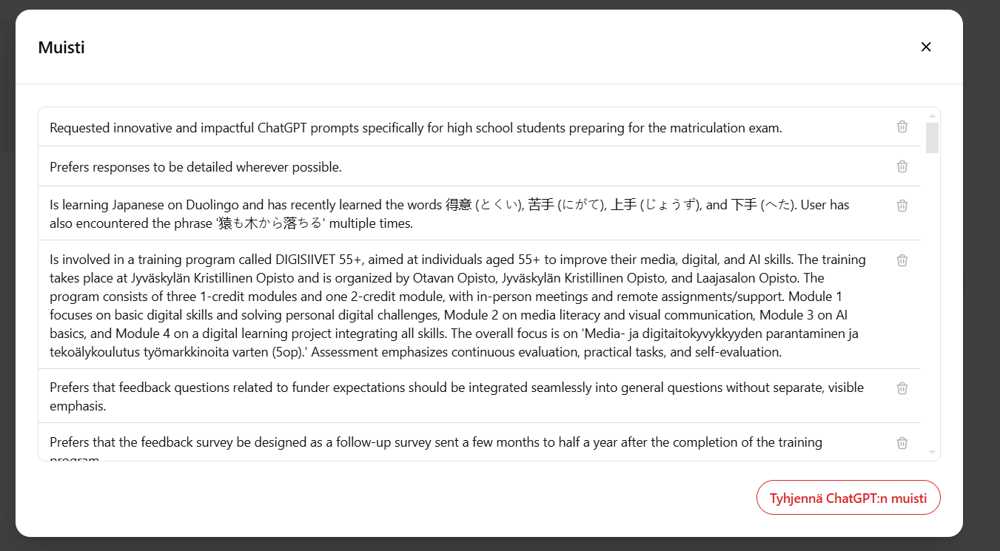 Muisti
Requested innovative and impactful ChatGPT prompts specifically for high school students preparing for the matriculation exam.
Prefers responses to be detailed wherever possible.
Is learning Japanese on Duolingo and has recently learned the words 得意 (とくい), 苦手 (にがて), 上手 (じょうず), and 下手 (へた). User has
also encountered the phrase '猿も木から落ちる' multiple times.
Is involved in a training program called DIGISIIVET 55+, aimed at individuals aged 55+ to improve their media, digital, and AI skills. The training
takes place at Jyväskylän Kristillinen Opisto and is organized by Otavan Opisto, Jyväskylän Kristillinen Opisto, and Laajasalon Opisto. The
program consists of three 1-credit modules and one 2-credit module, with in-person meetings and remote assignments/support. Module 1
focuses on basic digital skills and solving personal digital challenges, Module 2 on media literacy and visual communication, Module 3 on AI
basics, and Module 4 on a digital learning project integrating all skills. The overall focus is on 'Media- ja digitaitokyvykkyyden parantaminen ja
tekoälykoulutus työmarkkinoita varten (5op).' Assessment emphasizes continuous evaluation, practical tasks, and self-evaluation.
Prefers that feedback questions related to funder expectations should be integrated seamlessly into general questions without separate, visible
emphasis.
Prefers that the feedback survey be designed as a follow-up survey sent a few months to half a year after the completion of the training
program.
Tyhjennä ChatGPT:n muisti